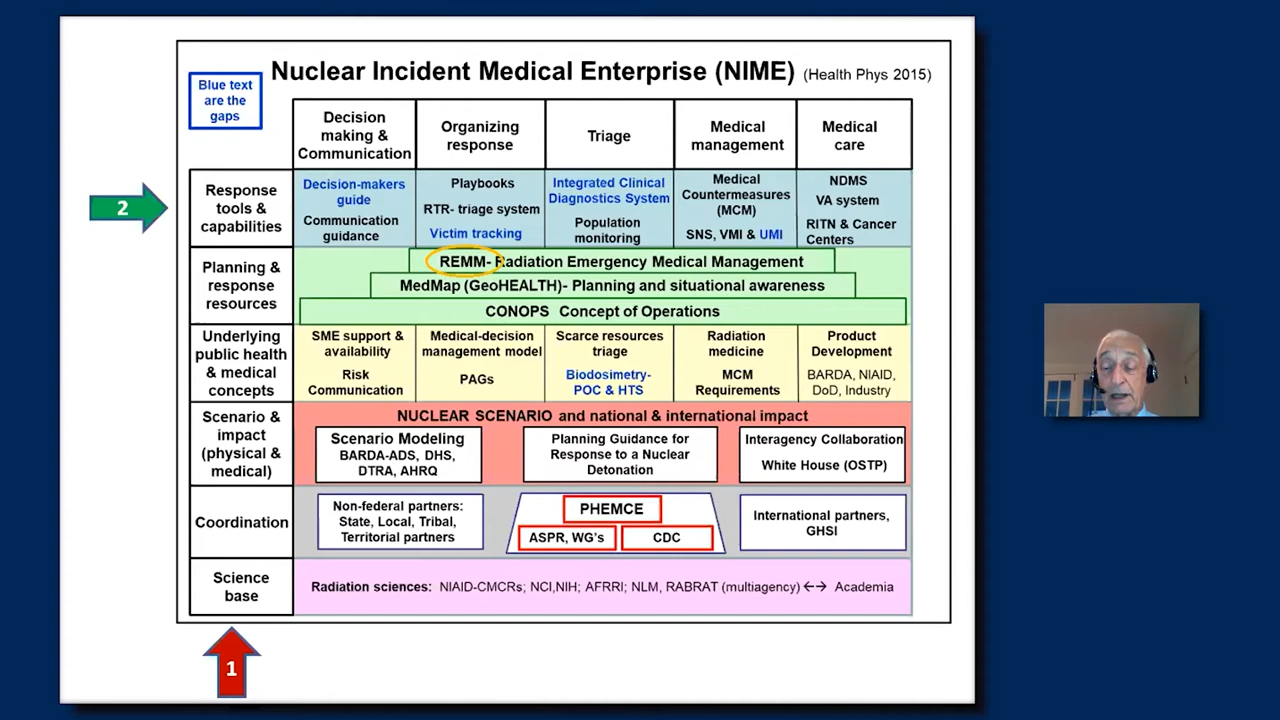 Nuclear Incident Medical Enterprise (NIME) (Health Phys 2015)
Blue text
are the
gaps
Decision
making &
Communication
Organizing
response
Triage
Medical
management
Medical
care
2
Response
tools &
capabilities
Decision-makers
guide
Communication
guidance
Playbooks
RTR- triage system
Victim tracking
Integrated Clinical
Diagnostics System
Population
monitoring
Medical
Countermeasures
(MCM)
SNS, VMI & UMI
NDMS
VA system
RITN & Cancer
Centers
Planning &
response
resources
REMM- Radiation Emergency Medical Management
MedMap (GeoHEALTH)- Planning and situational awareness
CONOPS Concept of Operations
Underlying
public health
& medical
concepts
SME support &
availability
Risk
Communication
Medical-decision
management model
PAGs
Scarce resources
triage
Biodosimetry-
POC & HTS
Radiation
medicine
MCM
Requirements
Product
Development
BARDA, NIAID,
DoD, Industry
Scenario &
impact
(physical &
medical)
NUCLEAR SCENARIO and national & international impact
Scenario Modeling
BARDA-ADS, DHS,
DTRA, AHRQ
Planning Guidance for
Response to a Nuclear
Detonation
Interagency Collaboration
White House (OSTP)
Coordination
Non-federal partners:
State, Local, Tribal,
Territorial partners
PHEMCE
ASPR, WG's
CDC
International partners,
GHSI
Science
base
Radiation sciences: NIAID-CMCRs; NCI,NIH; AFRRI; NLM, RABRAT (multiagency) ←→ Academia
1